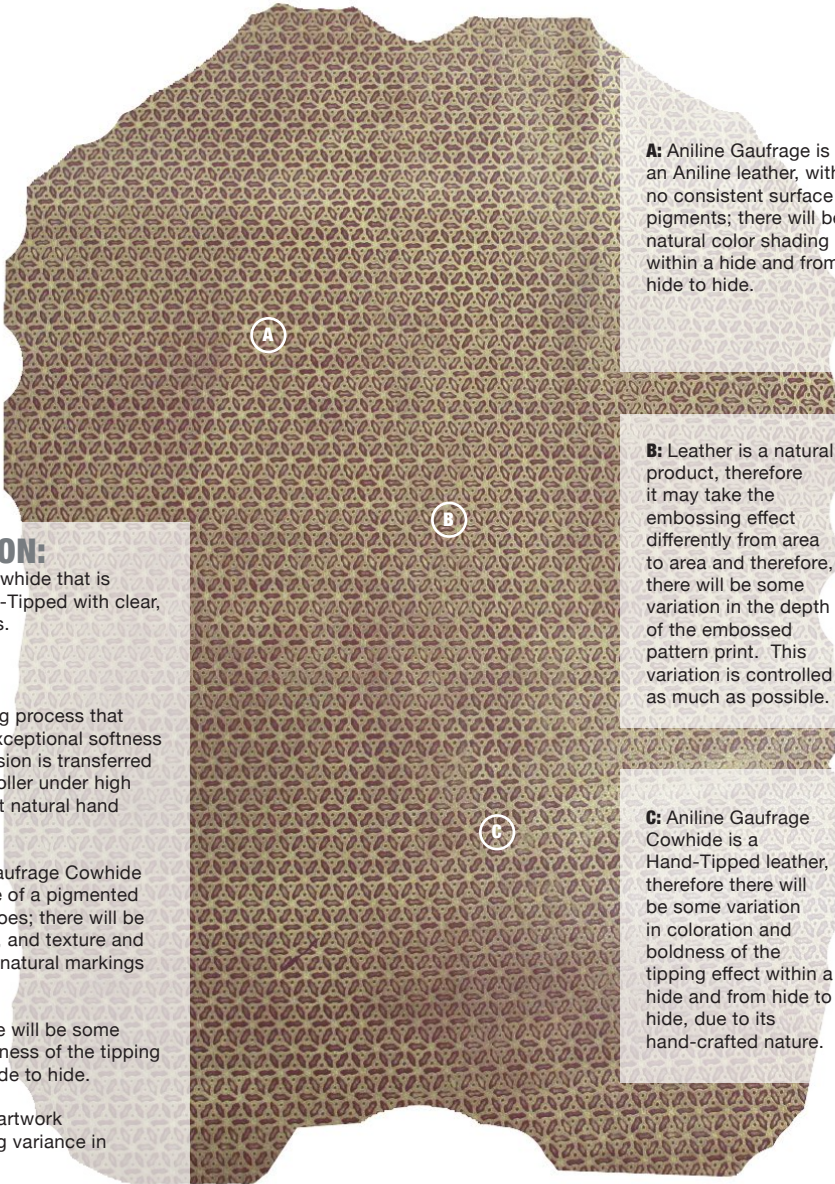 A
B
C
ON:
whide that is
-Tipped with clear,
s.
g process that
xceptional softness
sion is transferred
oller under high
t natural hand
aufrage Cowhide
e of a pigmented
oes; there will be
, and texture and
natural markings
e will be some
ness of the tipping
de to hide.
artwork
g variance in
A: Aniline Gaufrage is
an Aniline leather, with
no consistent surface
pigments; there will be
natural color shading
within a hide and from
hide to hide.
B: Leather is a natural
product, therefore
it may take the
embossing effect
differently from area
to area and therefore,
there will be some
variation in the depth
of the embossed
pattern print. This
variation is controlled
as much as possible.
C: Aniline Gaufrage
Cowhide is a
Hand-Tipped leather,
therefore there will
be some variation
in coloration and
boldness of the
tipping effect within a
hide and from hide to
hide, due to its
hand-crafted nature.